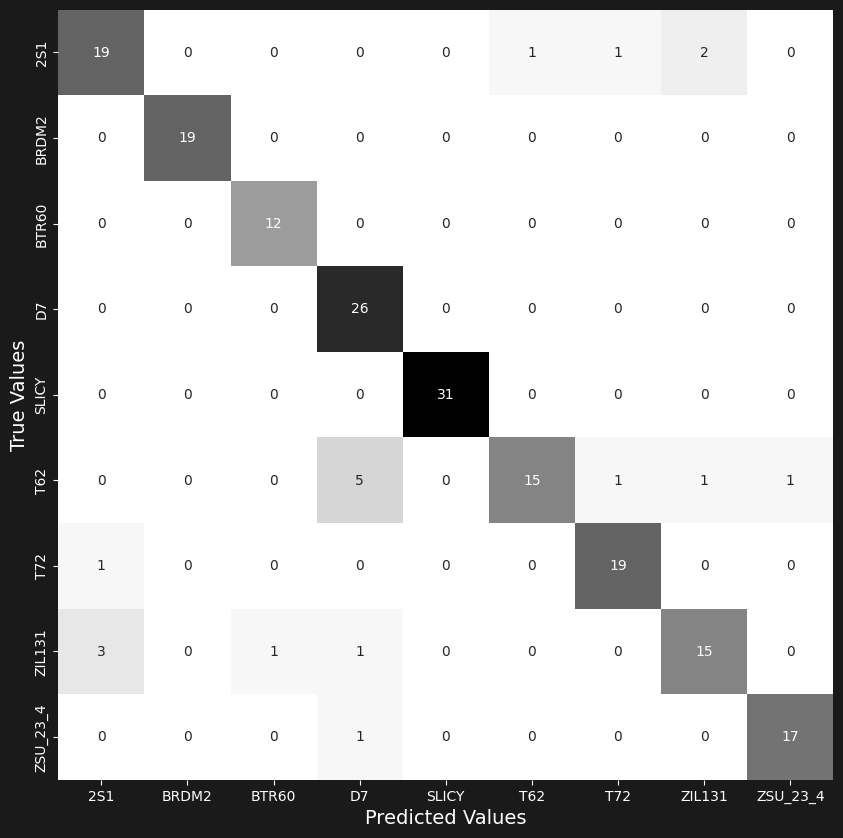 2S1 19 0 0 0 0 1 1 2 0
BRDM2 0 19 0 0 0 0 0 0 0
BTR60 0 0 12 0 0 0 0 0 0
D7 0 0 0 26 0 0 0 0 0
SLICY 0 0 0 0 31 0 0 0 0
T62 0 0 0 5 0 15 1 1 1
T72 1 0 0 0 0 0 19 0 0
ZIL131 3 0 1 1 0 0 0 15 0
ZSU_23_4 0 0 0 1 0 0 0 0 17
True Values
2S1 BRDM2 BTR60 D7 SLICY T62 T72 ZIL131 ZSU_23_4
Predicted Values